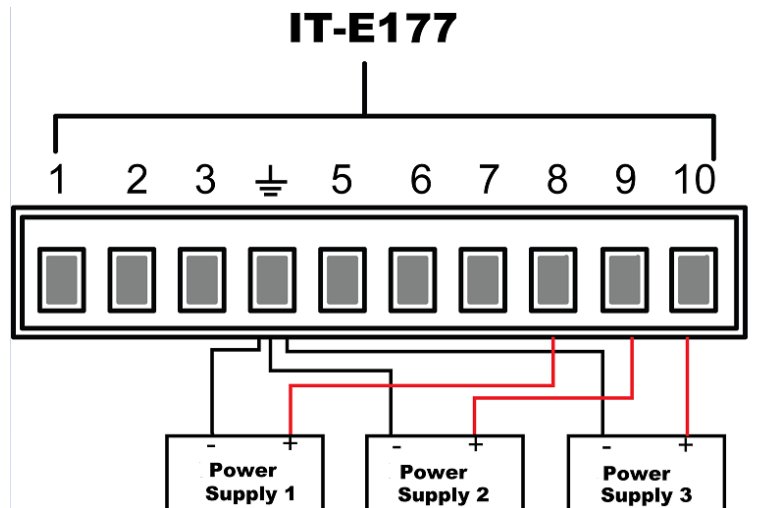 IT-E177
1 2 3 ⏚ 5 6 7 8 9 10
- + - + - +
Power Power Power
Supply 1 Supply 2 Supply 3